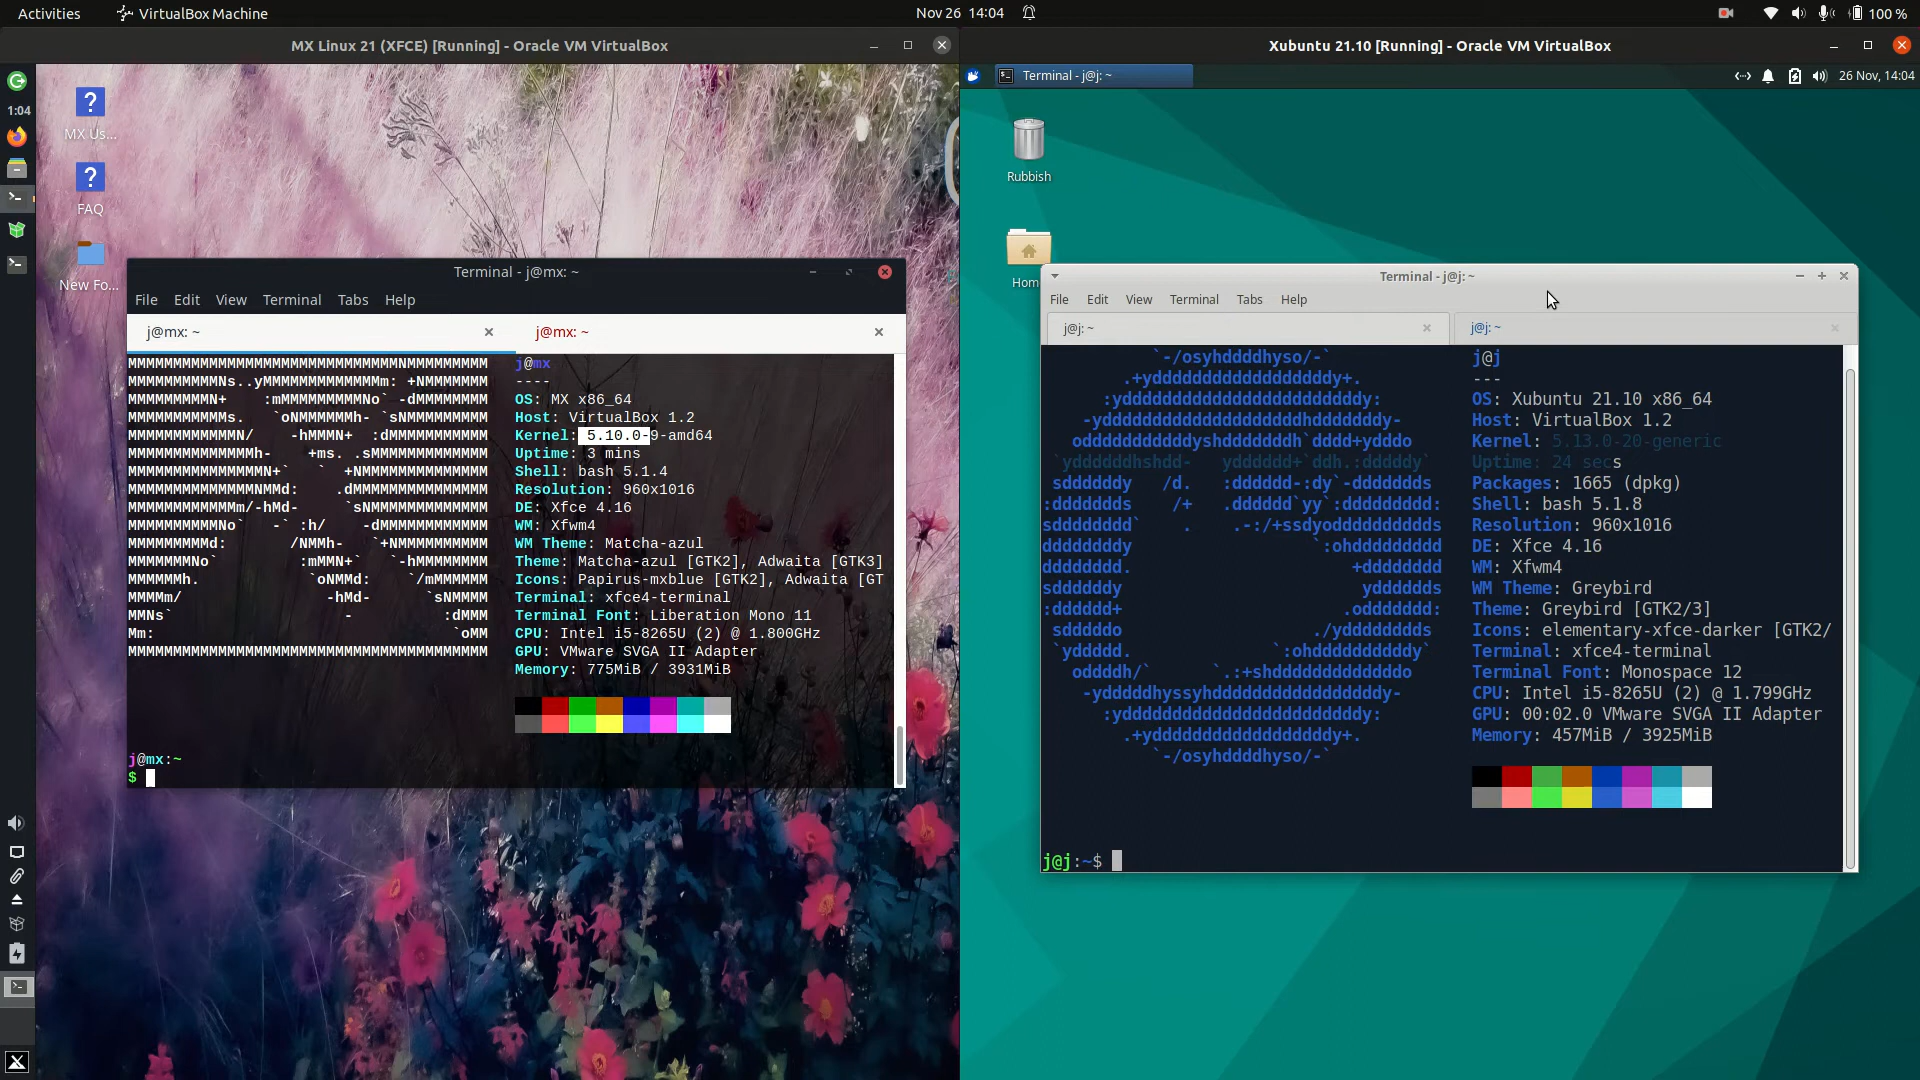 Activities
VirtualBox Machine
Nov 26 14:04
100 %
MX Linux 21 (XFCE) [Running] - Oracle VM VirtualBox
1:04
MX Us...
FAQ
New Fo...
Terminal - j@mx: ~
File Edit View Terminal Tabs Help
j@mx: ~
j@mx: ~
j@mx
----
OS: MX x86_64
Host: VirtualBox 1.2
Kernel: 5.10.0-9-amd64
Uptime: 3 mins
Shell: bash 5.1.4
Resolution: 960x1016
DE: Xfce 4.16
WM: Xfwm4
WM Theme: Matcha-azul
Theme: Matcha-azul [GTK2], Adwaita [GTK3]
Icons: Papirus-mxblue [GTK2], Adwaita [GT
Terminal: xfce4-terminal
Terminal Font: Liberation Mono 11
CPU: Intel i5-8265U (2) @ 1.800GHz
GPU: VMware SVGA II Adapter
Memory: 775MiB / 3931MiB
j@mx:~
$
Xubuntu 21.10 [Running] - Oracle VM VirtualBox
Terminal - j@j: ~
26 Nov, 14:04
Rubbish
Hom
Terminal - j@j: ~
File Edit View Terminal Tabs Help
j@j: ~
j@j: ~
j@j
---
OS: Xubuntu 21.10 x86_64
Host: VirtualBox 1.2
Kernel: 5.13.0-20-generic
Uptime: 24 secs
Packages: 1665 (dpkg)
Shell: bash 5.1.8
Resolution: 960x1016
DE: Xfce 4.16
WM: Xfwm4
WM Theme: Greybird
Theme: Greybird [GTK2/3]
Icons: elementary-xfce-darker [GTK2/
Terminal: xfce4-terminal
Terminal Font: Monospace 12
CPU: Intel i5-8265U (2) @ 1.799GHz
GPU: 00:02.0 VMware SVGA II Adapter
Memory: 457MiB / 3925MiB
j@j:~$